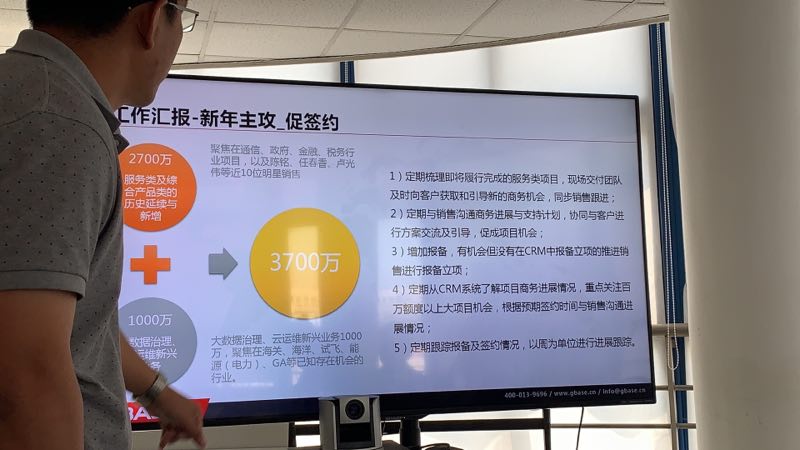 工作汇报-新年主攻_促签约
2700万
服务类及综
合产品类的
历史延续与
新增
聚焦在通信、政府、金融、税务行
业项目，以及陈铭、任春香、卢光
伟等近10位明星销售
3700万
1000万
数据治理、
运维新兴
务
大数据治理、云运维新兴业务1000
万，聚焦在海关、海洋、试飞、能
源（电力）、GA等已知存在机会的
行业。
1）定期梳理即将履行完成的服务类项目，现场交付团队
及时向客户获取和引导新的商务机会，同步销售跟进；
2）定期与销售沟通商务进展与支持计划，协同与客户进
行方案交流及引导，促成项目机会；
3）增加报备，有机会但没有在CRM中报备立项的推进销
售进行报备立项；
4）定期从CRM系统了解项目商务进展情况，重点关注百
万额度以上大项目机会，根据预期签约时间与销售沟通进
展情况；
5）定期跟踪报备及签约情况，以周为单位进行进展跟踪。
400-013-9696 / www.gbase.cn / info@gbase.cn
BASE